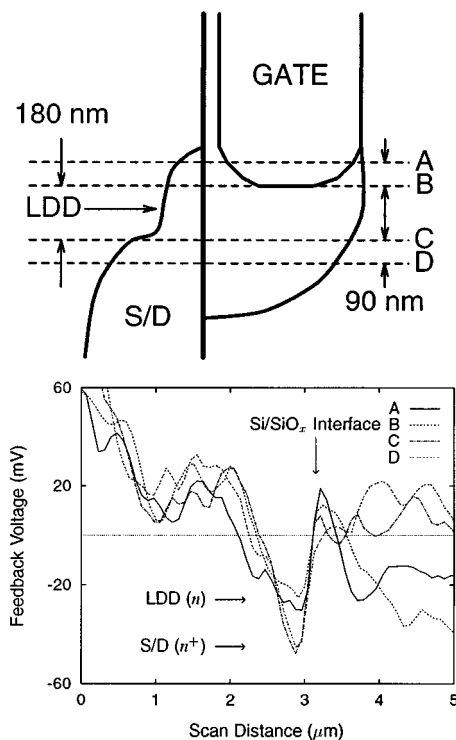 GATE
180 nm
A
B
LDD
C
D
S/D
90 nm
60
20
-20
-60
Feedback Voltage (mV)
A
B
Si/SiOₓ Interface
C
D
LDD (n)
S/D (n⁺)
0 1 2 3 4 5
Scan Distance (μm)